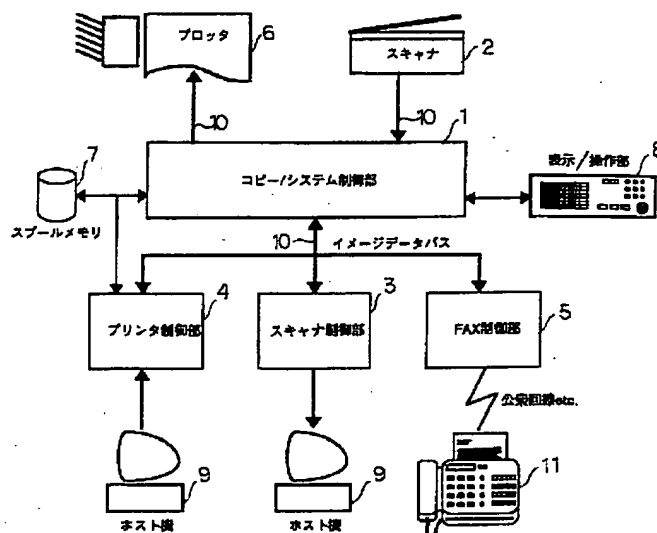 プロッタ
6
スキャナ
2
10
10
1
7
コピー/システム制御部
表示/操作部
8
スプールメモリ
10
イメージデータバス
4
プリンタ制御部
3
スキャナ制御部
5
FAX制御部
公衆回線etc.
9
ホスト機
9
ホスト機
11